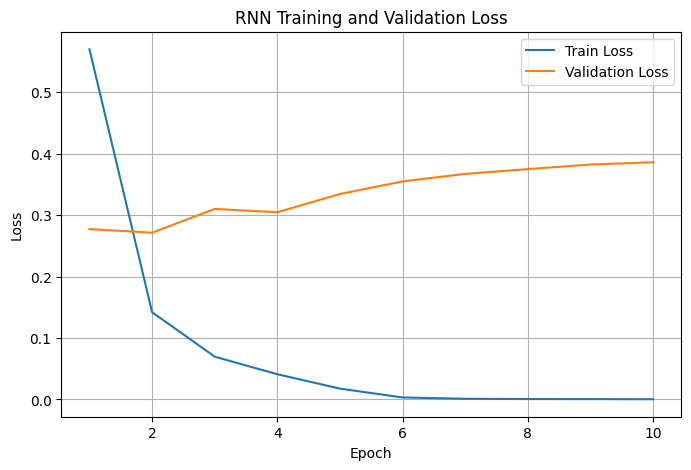 RNN Training and Validation Loss
Train Loss
Validation Loss
Loss
0.5
0.4
0.3
0.2
0.1
0.0
2 4 6 8 10
Epoch